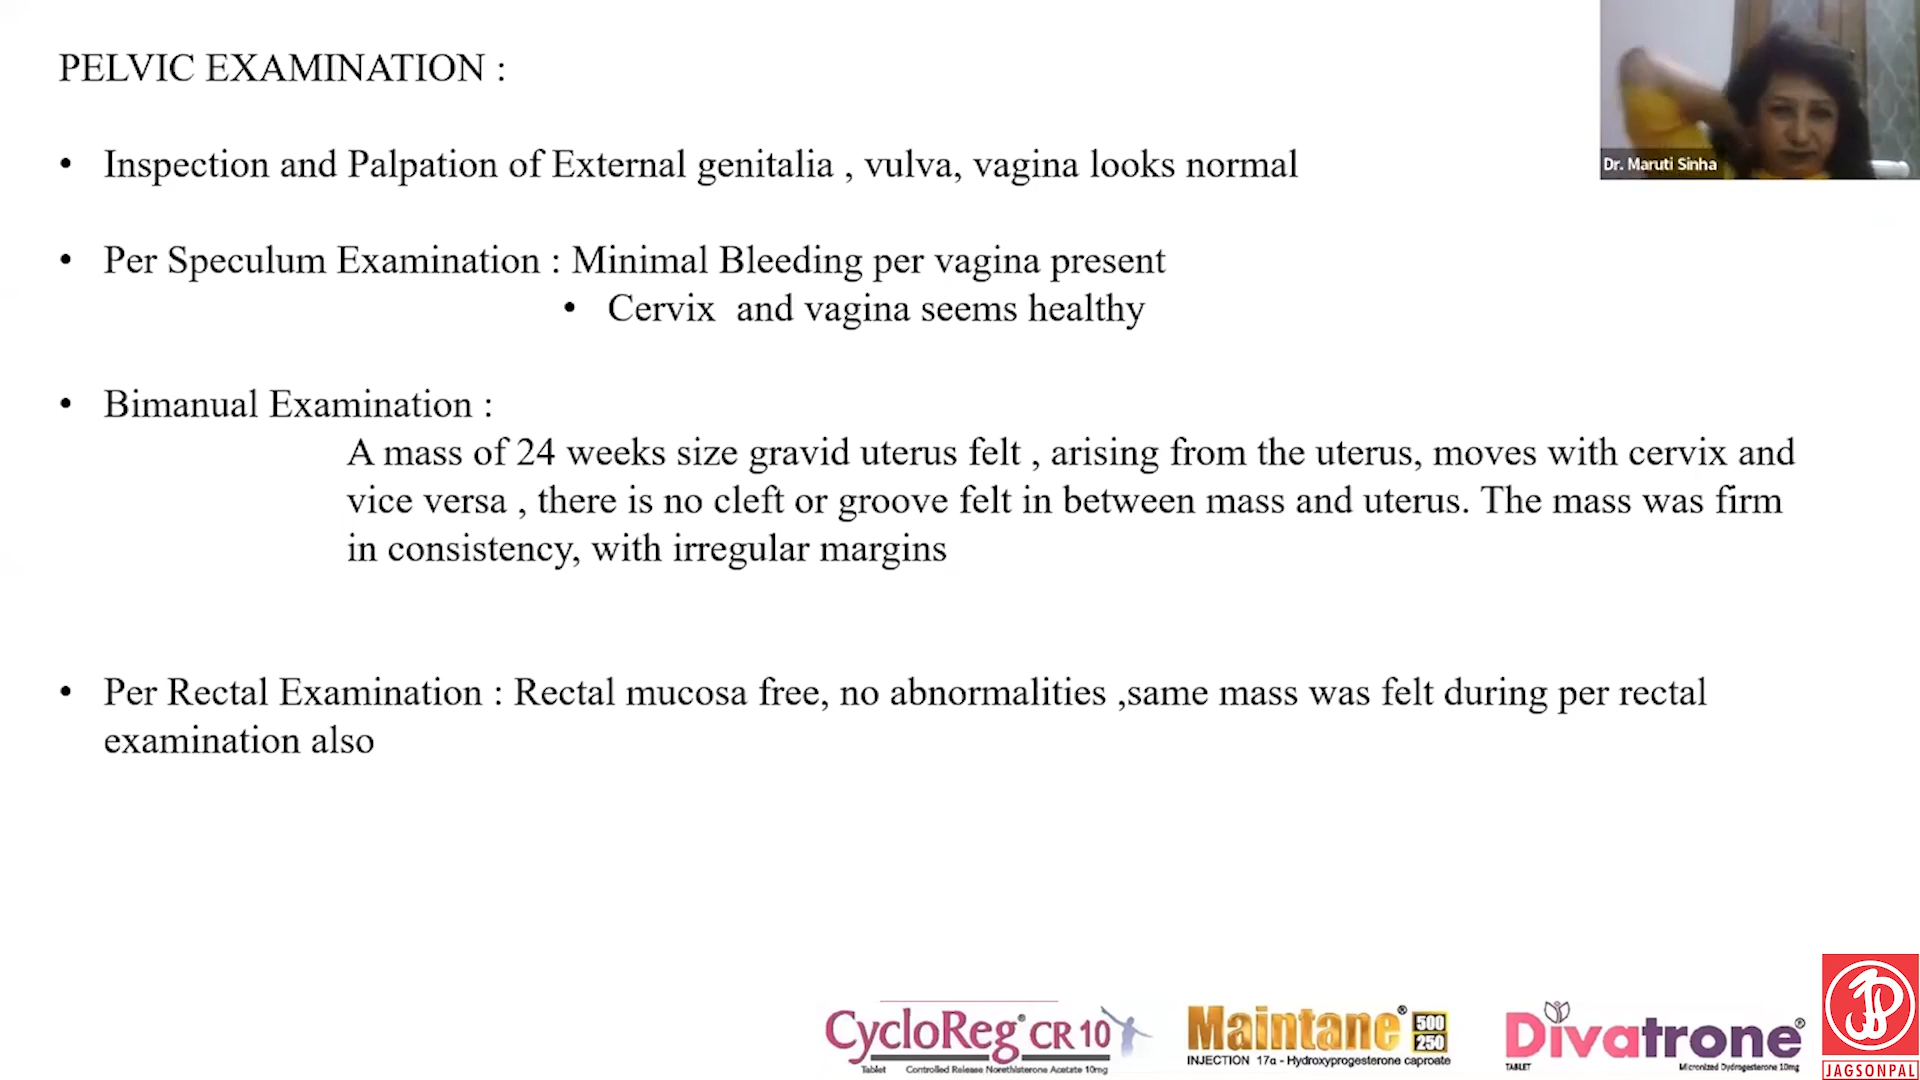 PELVIC EXAMINATION :
Dr. Maruti Sinha
• Inspection and Palpation of External genitalia , vulva, vagina looks normal
• Per Speculum Examination : Minimal Bleeding per vagina present
• Cervix and vagina seems healthy
• Bimanual Examination :
A mass of 24 weeks size gravid uterus felt , arising from the uterus, moves with cervix and
vice versa , there is no cleft or groove felt in between mass and uterus. The mass was firm
in consistency, with irregular margins
• Per Rectal Examination : Rectal mucosa free, no abnormalities ,same mass was felt during per rectal
examination also
CycloReg® CR 10
Tablet Controlled Release Norethisterone Acetate 10mg
Maintane® 500 250
INJECTION 17α - Hydroxyprogesterone caproate
Divatrone®
TABLET Micronized Dydrogesterone 10mg
JAGSONPAL